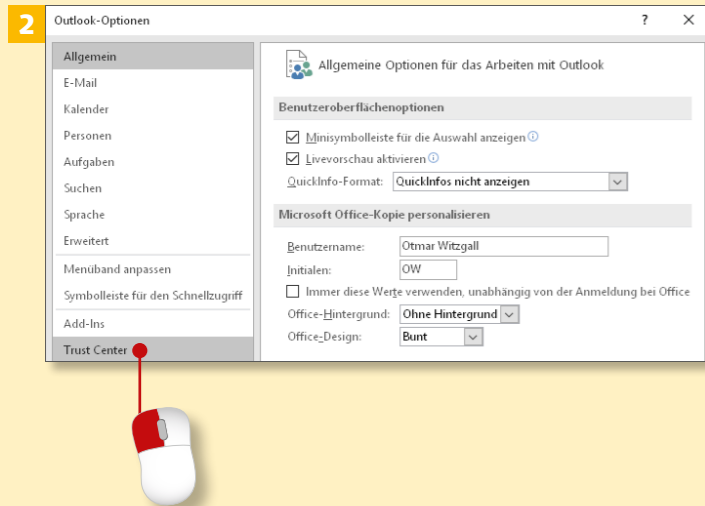 2
Outlook-Optionen ? ×
Allgemein
E-Mail
Kalender
Personen
Aufgaben
Suchen
Sprache
Erweitert
Menüband anpassen
Symbolleiste für den Schnellzugriff
Add-Ins
Trust Center
Allgemeine Optionen für das Arbeiten mit Outlook
Benutzeroberflächenoptionen
Minisymbolleiste für die Auswahl anzeigen
Livevorschau aktivieren
QuickInfo-Format: QuickInfos nicht anzeigen
Microsoft Office-Kopie personalisieren
Benutzername: Otmar Witzgall
Initialen: OW
Immer diese Werte verwenden, unabhängig von der Anmeldung bei Office
Office-Hintergrund: Ohne Hintergrund
Office-Design: Bunt